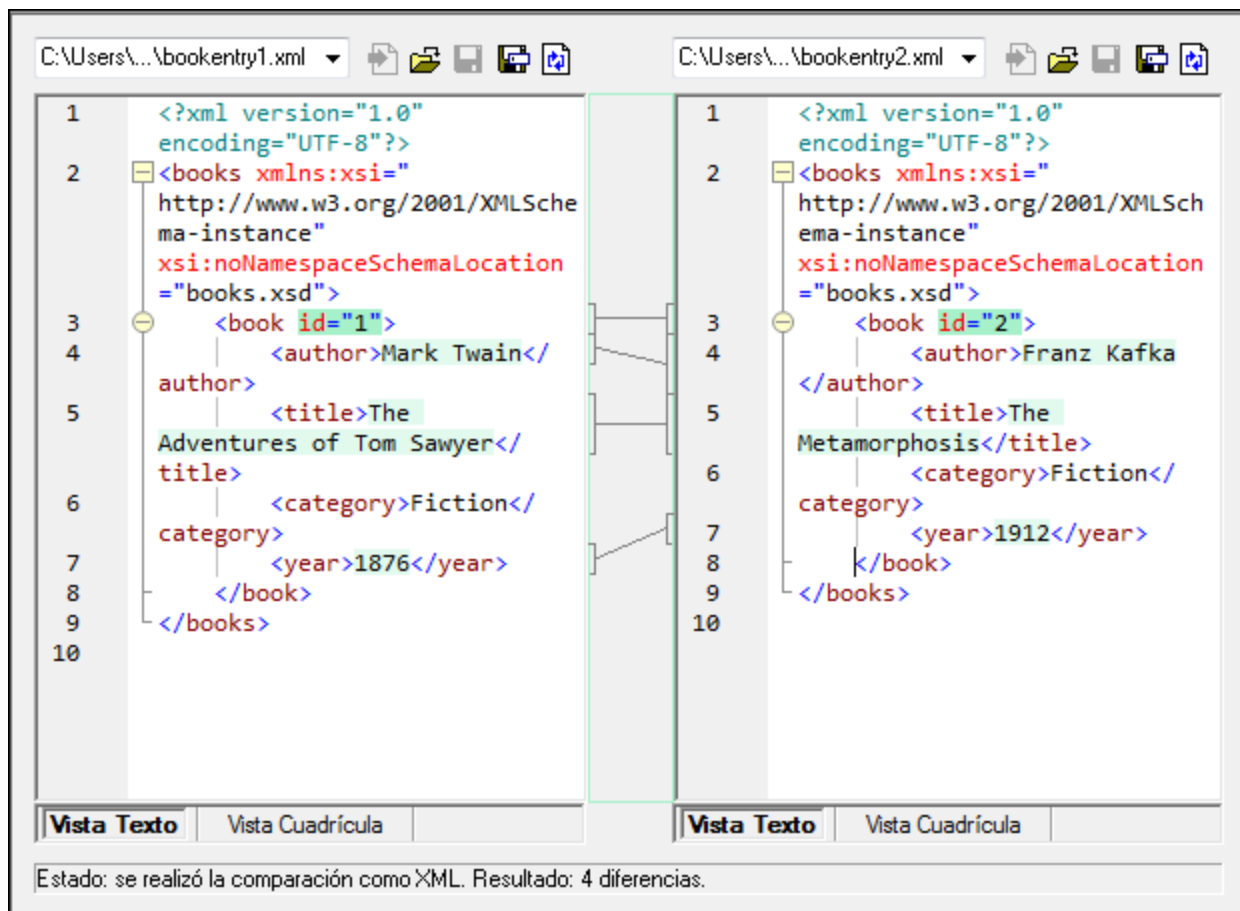 C:\Users\...\bookentry1.xml
1 <?xml version="1.0"
encoding="UTF-8"?>
2 <books xmlns:xsi="
http://www.w3.org/2001/XMLSche
ma-instance"
xsi:noNamespaceSchemaLocation
="books.xsd">
3 <book id="1">
4 <author>Mark Twain</
author>
5 <title>The
Adventures of Tom Sawyer</
title>
6 <category>Fiction</
category>
7 <year>1876</year>
8 </book>
9 </books>
10
Vista Texto Vista Cuadrícula
C:\Users\...\bookentry2.xml
1 <?xml version="1.0"
encoding="UTF-8"?>
2 <books xmlns:xsi="
http://www.w3.org/2001/XMLSch
ema-instance"
xsi:noNamespaceSchemaLocation
="books.xsd">
3 <book id="2">
4 <author>Franz Kafka
</author>
5 <title>The
Metamorphosis</title>
6 <category>Fiction</
category>
7 <year>1912</year>
8 </book>
9 </books>
10
Vista Texto Vista Cuadrícula
Estado: se realizó la comparación como XML. Resultado: 4 diferencias.